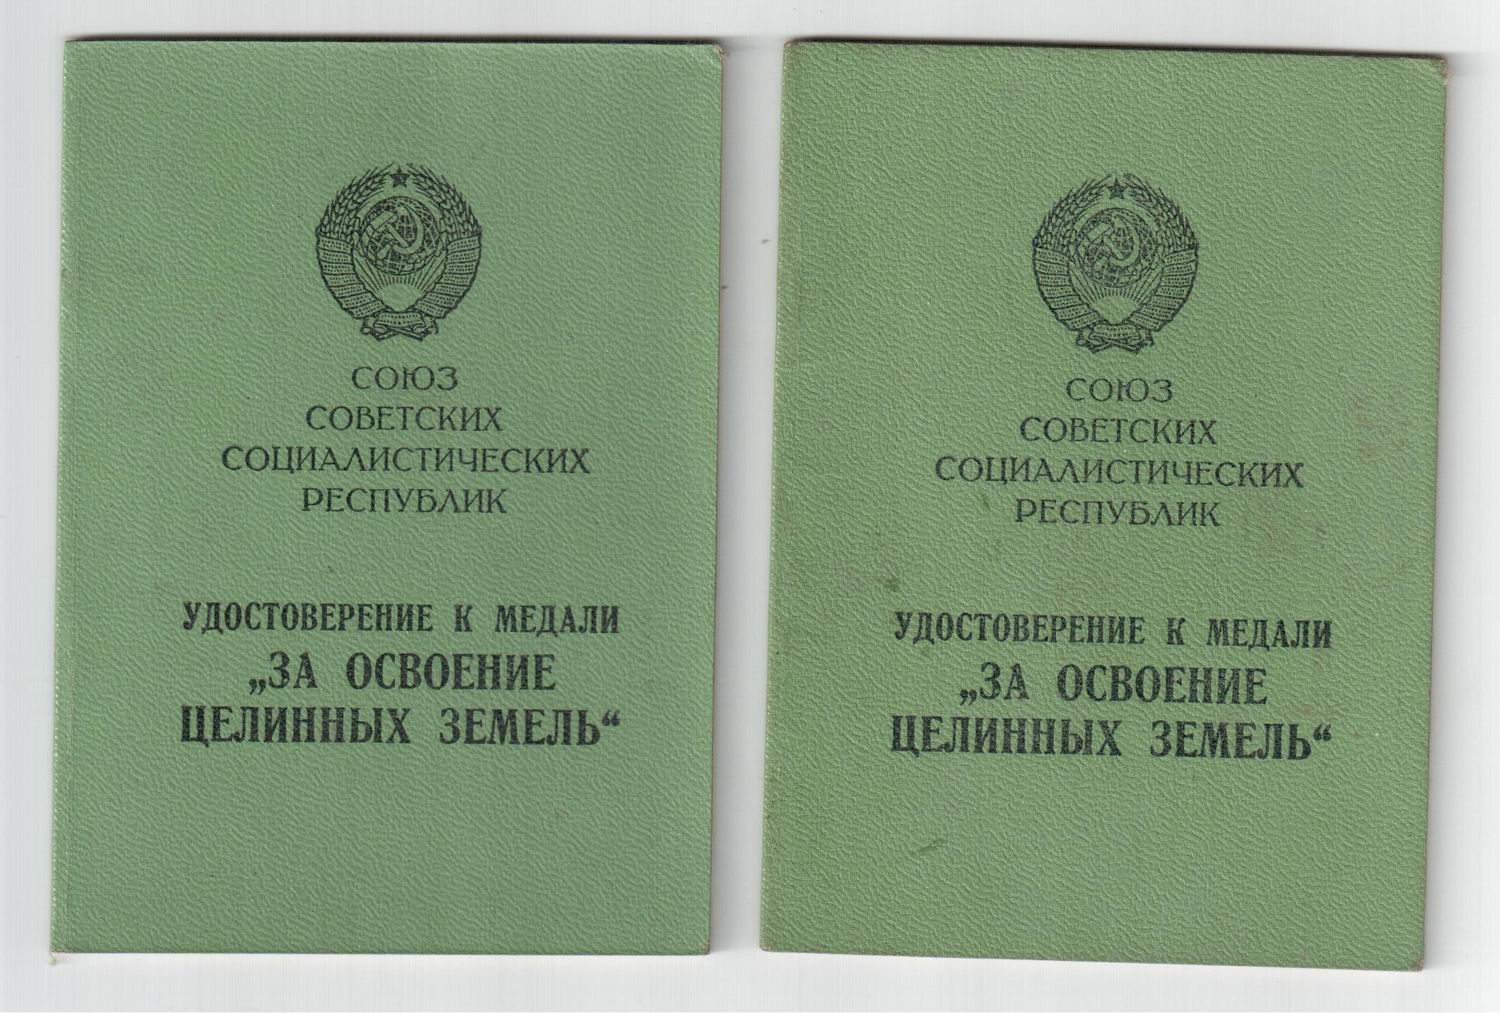 СОЮЗ
СОВЕТСКИХ
СОЦИАЛИСТИЧЕСКИХ
РЕСПУБЛИК
УДОСТОВЕРЕНИЕ К МЕДАЛИ
„ЗА ОСВОЕНИЕ
ЦЕЛИННЫХ ЗЕМЕЛЬ“
СОЮЗ
СОВЕТСКИХ
СОЦИАЛИСТИЧЕСКИХ
РЕСПУБЛИК
УДОСТОВЕРЕНИЕ К МЕДАЛИ
„ЗА ОСВОЕНИЕ
ЦЕЛИННЫХ ЗЕМЕЛЬ“